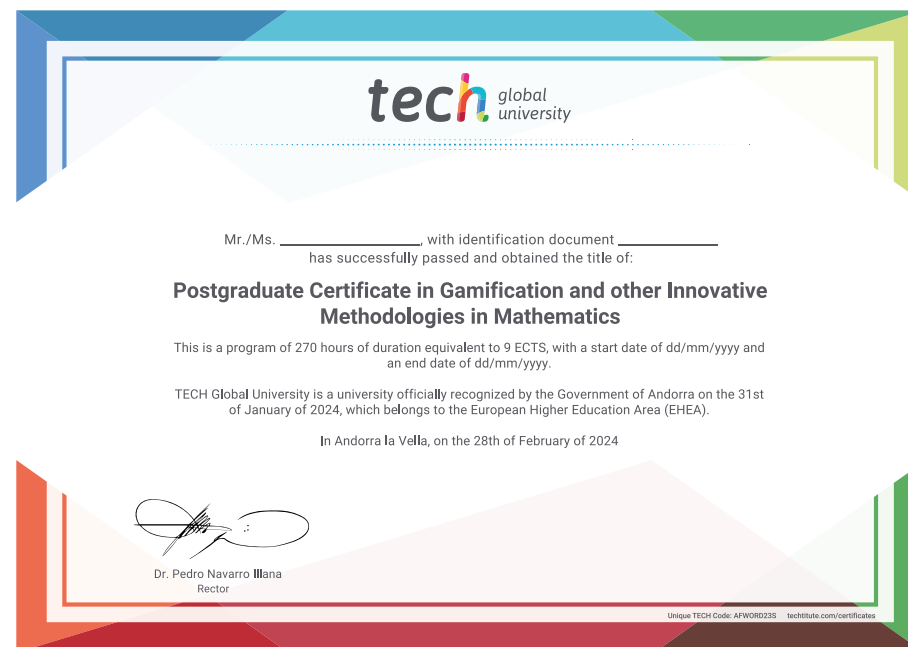 tech global university
Mr./Ms. ____________________, with identification document ______________
has successfully passed and obtained the title of:
Postgraduate Certificate in Gamification and other Innovative
Methodologies in Mathematics
This is a program of 270 hours of duration equivalent to 9 ECTS, with a start date of dd/mm/yyyy and
an end date of dd/mm/yyyy.
TECH Global University is a university officially recognized by the Government of Andorra on the 31st
of January of 2024, which belongs to the European Higher Education Area (EHEA).
In Andorra la Vella, on the 28th of February of 2024
Dr. Pedro Navarro Illana
Rector
Unique TECH Code: AFWORD23S techtitute.com/certificates